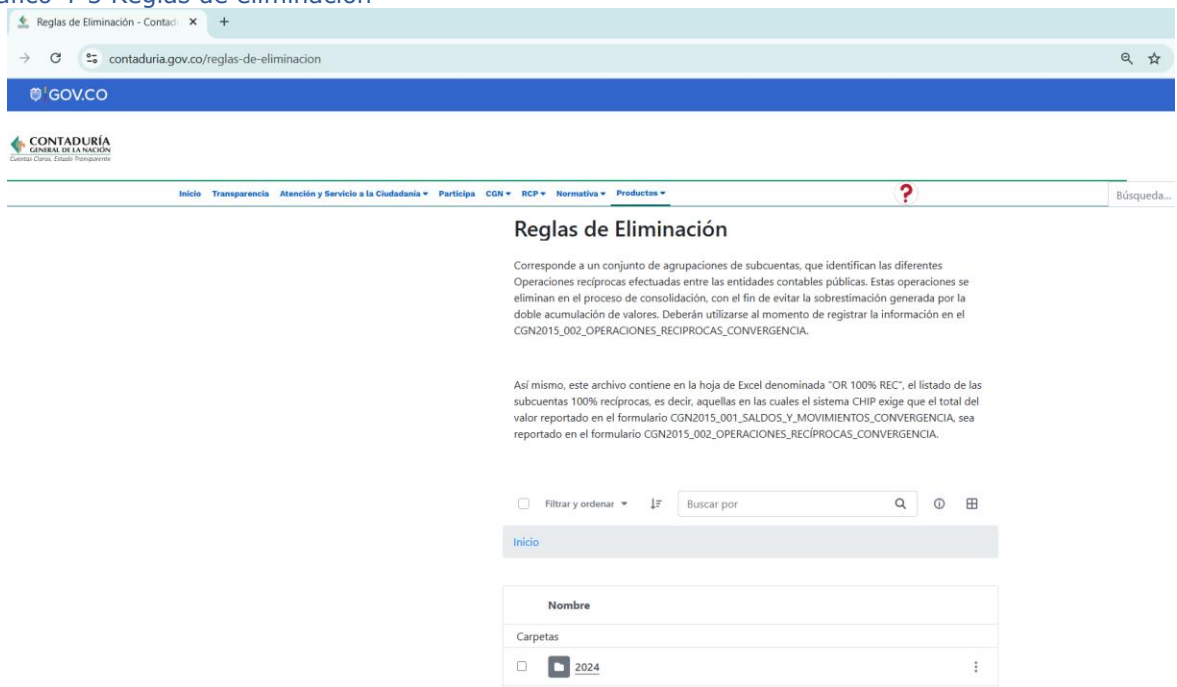 Reglas de Eliminación
Reglas de Eliminación - Contad
contaduria.gov.co/reglas-de-eliminacion
GOV.CO
CONTADURÍA
GENERAL DE LA NACIÓN
Cuentas Claras, Estado Transparente
Inicio Transparencia Atención y Servicio a la Ciudadanía Participa CGN RCP Normativa Productos
?
Búsqueda...
Reglas de Eliminación
Corresponde a un conjunto de agrupaciones de subcuentas, que identifican las diferentes
Operaciones recíprocas efectuadas entre las entidades contables públicas. Estas operaciones se
eliminan en el proceso de consolidación, con el fin de evitar la sobrestimación generada por la
doble acumulación de valores. Deberán utilizarse al momento de registrar la información en el
CGN2015_002_OPERACIONES_RECIPROCAS_CONVERGENCIA.
Así mismo, este archivo contiene en la hoja de Excel denominada "OR 100% REC", el listado de las
subcuentas 100% recíprocas, es decir, aquellas en las cuales el sistema CHIP exige que el total del
valor reportado en el formulario CGN2015_001_SALDOS_Y_MOVIMIENTOS_CONVERGENCIA, sea
reportado en el formulario CGN2015_002_OPERACIONES_RECÍPROCAS_CONVERGENCIA.
Filtrar y ordenar Buscar por
Inicio
Nombre
Carpetas
2024